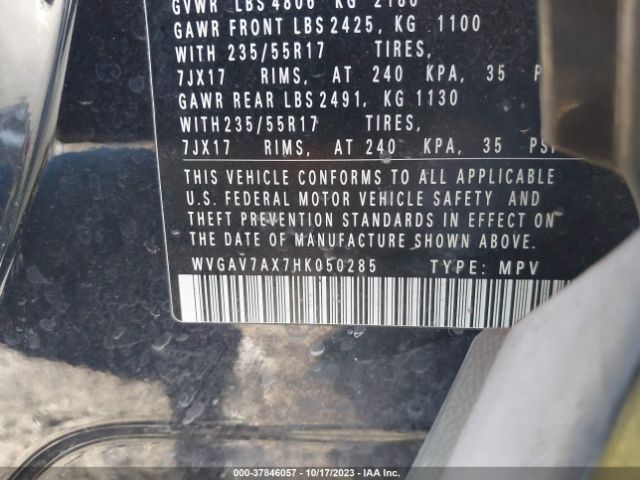 GVWR LBS 4806 KG 2180
GAWR FRONT LBS 2425, KG 1100
WITH 235/55R17 TIRES,
7JX17 RIMS, AT 240 KPA, 35 P
GAWR REAR LBS 2491, KG 1130
WITH 235/55R17 TIRES,
7JX17 RIMS, AT 240 KPA, 35 PSI
THIS VEHICLE CONFORMS TO ALL APPLICABLE
U.S. FEDERAL MOTOR VEHICLE SAFETY AND
THEFT PREVENTION STANDARDS IN EFFECT ON
THE DATE OF MANUFACTURE SHOWN ABOVE.
WVGAV7AX7HK050285 TYPE: MPV
000-37846057 - 10/17/2023 - IAA Inc.